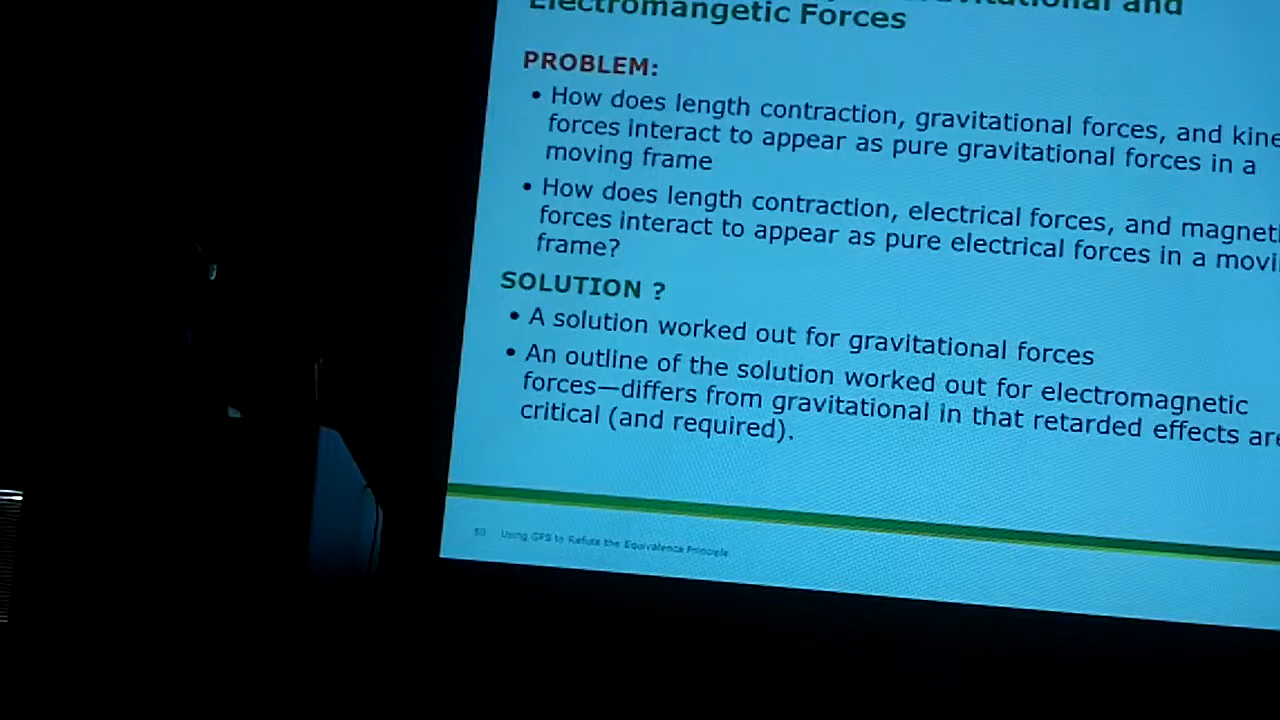 and
Electromangetic Forces
PROBLEM:
• How does length contraction, gravitational forces, and
forces interact to appear as pure gravitational forces in a
moving frame
• How does length contraction, electrical forces, and
forces interact to appear as pure electrical forces in a
frame?
SOLUTION ?
• A solution worked out for gravitational forces
• An outline of the solution worked out for electromagnetic
forces—differs from gravitational in that retarded effects are
critical (and required).
Using GPS to Refute the Equivalence Principle